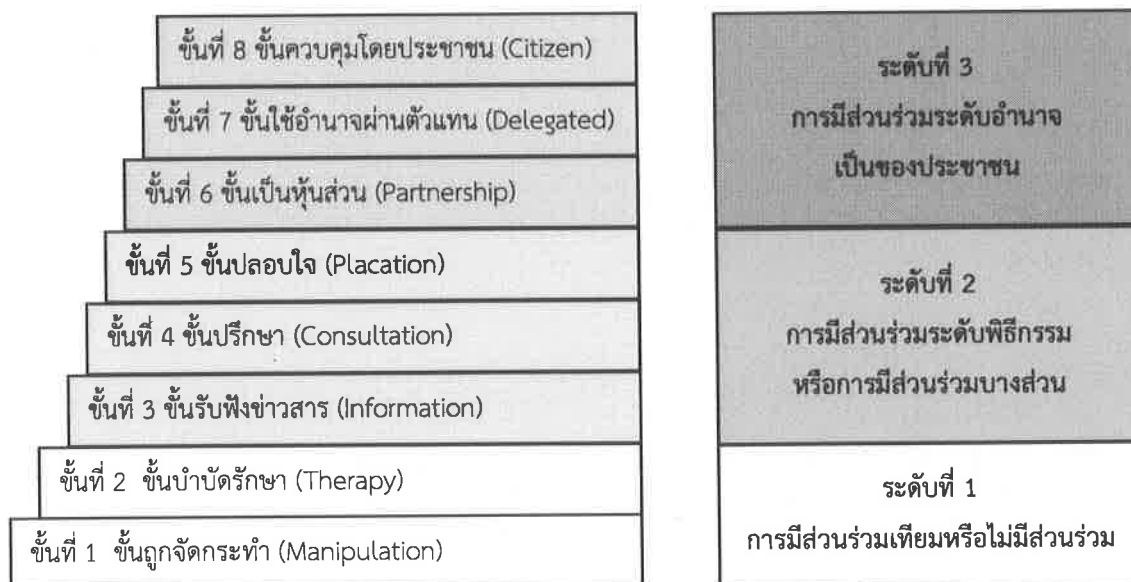 ขั้นที่ 8 ขั้นควบคุมโดยประชาชน (Citizen)
ขั้นที่ 7 ขั้นใช้อำนาจผ่านตัวแทน (Delegated)
ขั้นที่ 6 ขั้นเป็นหุ้นส่วน (Partnership)
ขั้นที่ 5 ขั้นปลอบใจ (Placation)
ขั้นที่ 4 ขั้นปรึกษา (Consultation)
ขั้นที่ 3 ขั้นรับฟังข่าวสาร (Information)
ขั้นที่ 2 ขั้นบำบัดรักษา (Therapy)
ขั้นที่ 1 ขั้นถูกจัดกระทำ (Manipulation)
ระดับที่ 3
การมีส่วนร่วมระดับอำนาจ
เป็นของประชาชน
ระดับที่ 2
การมีส่วนร่วมระดับพิธีกรรม
หรือการมีส่วนร่วมบางส่วน
ระดับที่ 1
การมีส่วนร่วมเทียมหรือไม่มีส่วนร่วม